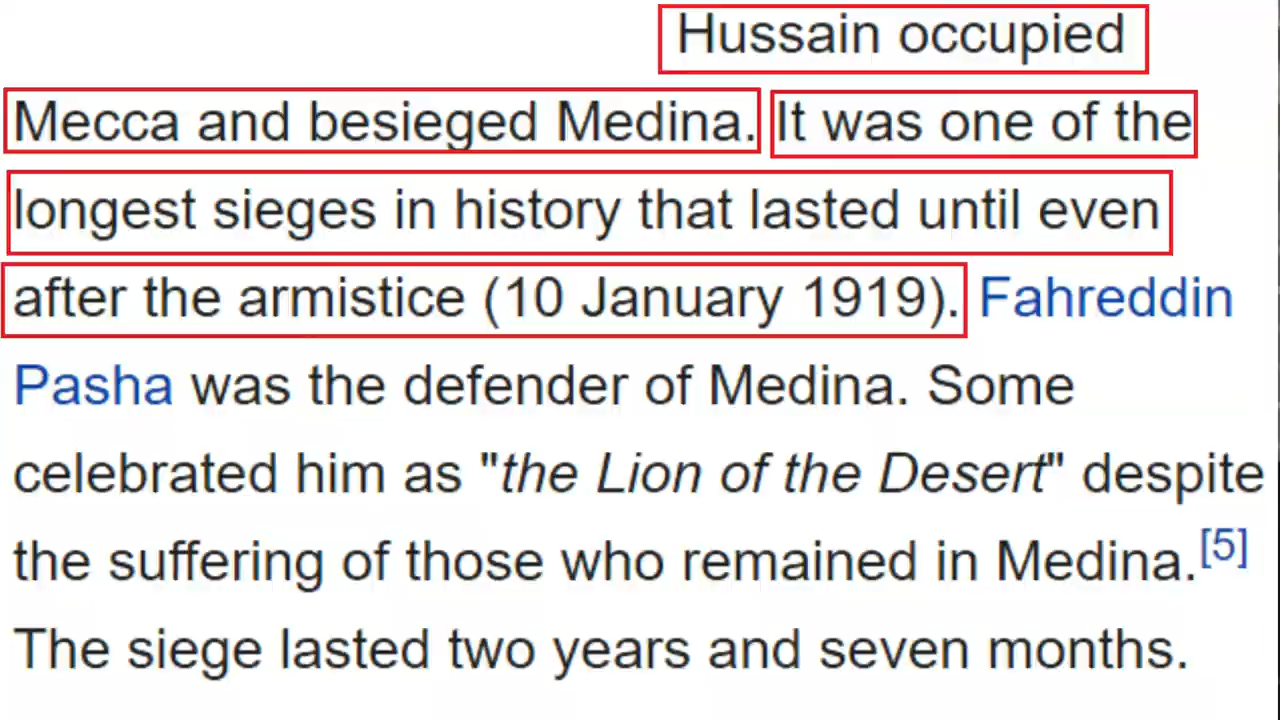 Hussain occupied
Mecca and besieged Medina. It was one of the
longest sieges in history that lasted until even
after the armistice (10 January 1919). Fahreddin
Pasha was the defender of Medina. Some
celebrated him as "the Lion of the Desert" despite
the suffering of those who remained in Medina.[5]
The siege lasted two years and seven months.